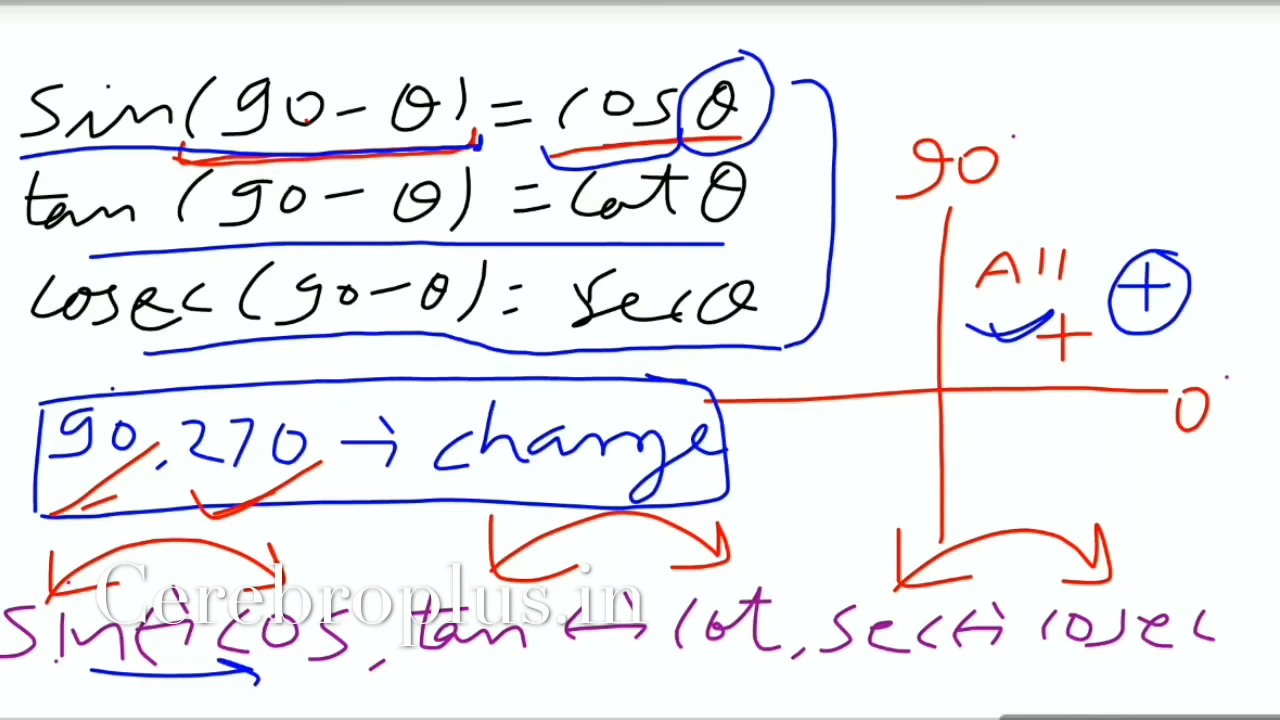 sin(90-θ)=cosθ
tan(90-θ)=cotθ
cosec(90-θ)=secθ
90,270→change
sin↔cos, tan↔cot, sec↔cosec
90
All +
+
0
Cerebroplus.in